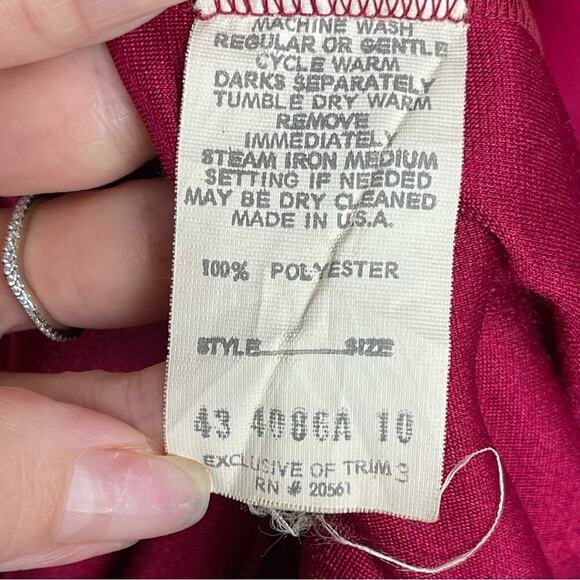 MACHINE WASH
REGULAR OR GENTLE
CYCLE WARM
DARKS SEPARATELY
TUMBLE DRY WARM
REMOVE
IMMEDIATELY
STEAM IRON MEDIUM
SETTING IF NEEDED
MAY BE DRY CLEANED
MADE IN U.S.A.
100% POLYESTER
STYLE SIZE
43 4086A 10
EXCLUSIVE OF TRIM 3
RN # 20561